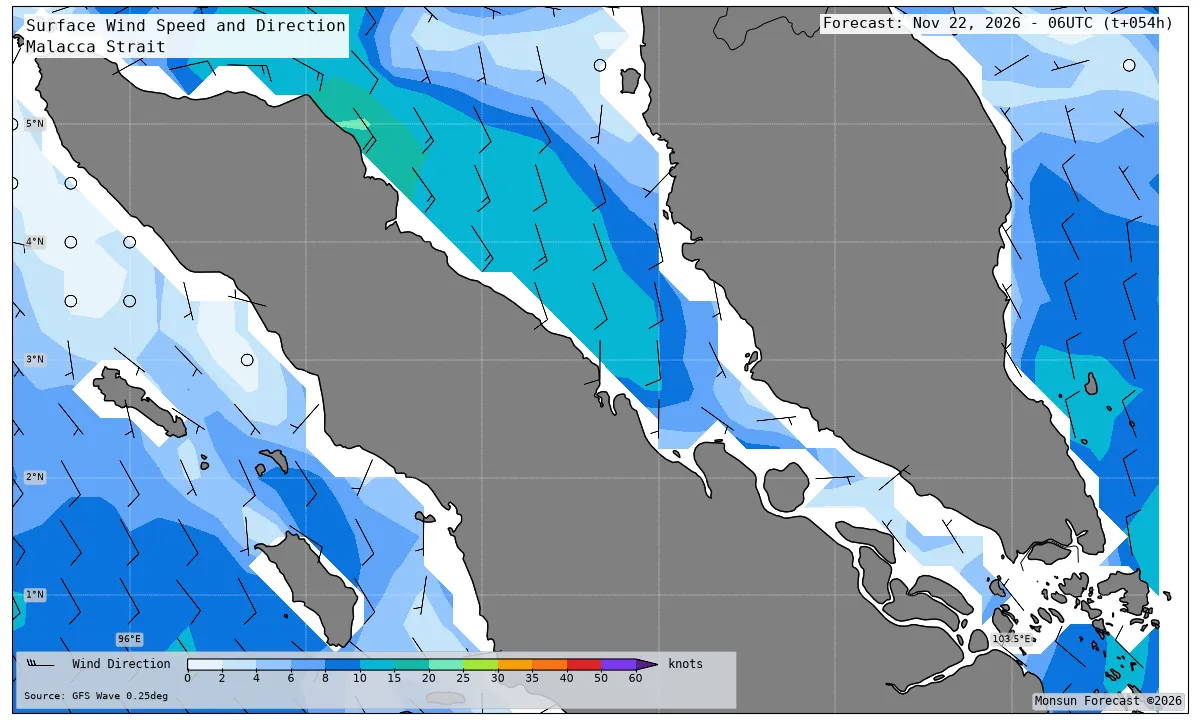 Surface Wind Speed and Direction
Malacca Strait
Forecast: Nov 22, 2026 - 06UTC (t+054h)
5°N
4°N
3°N
2°N
1°N
96°E
103.5°E
Wind Direction
0 2 4 6 8 10 15 20 25 30 35 40 50 60
knots
Source: GFS Wave 0.25deg
Monsun Forecast ©2026